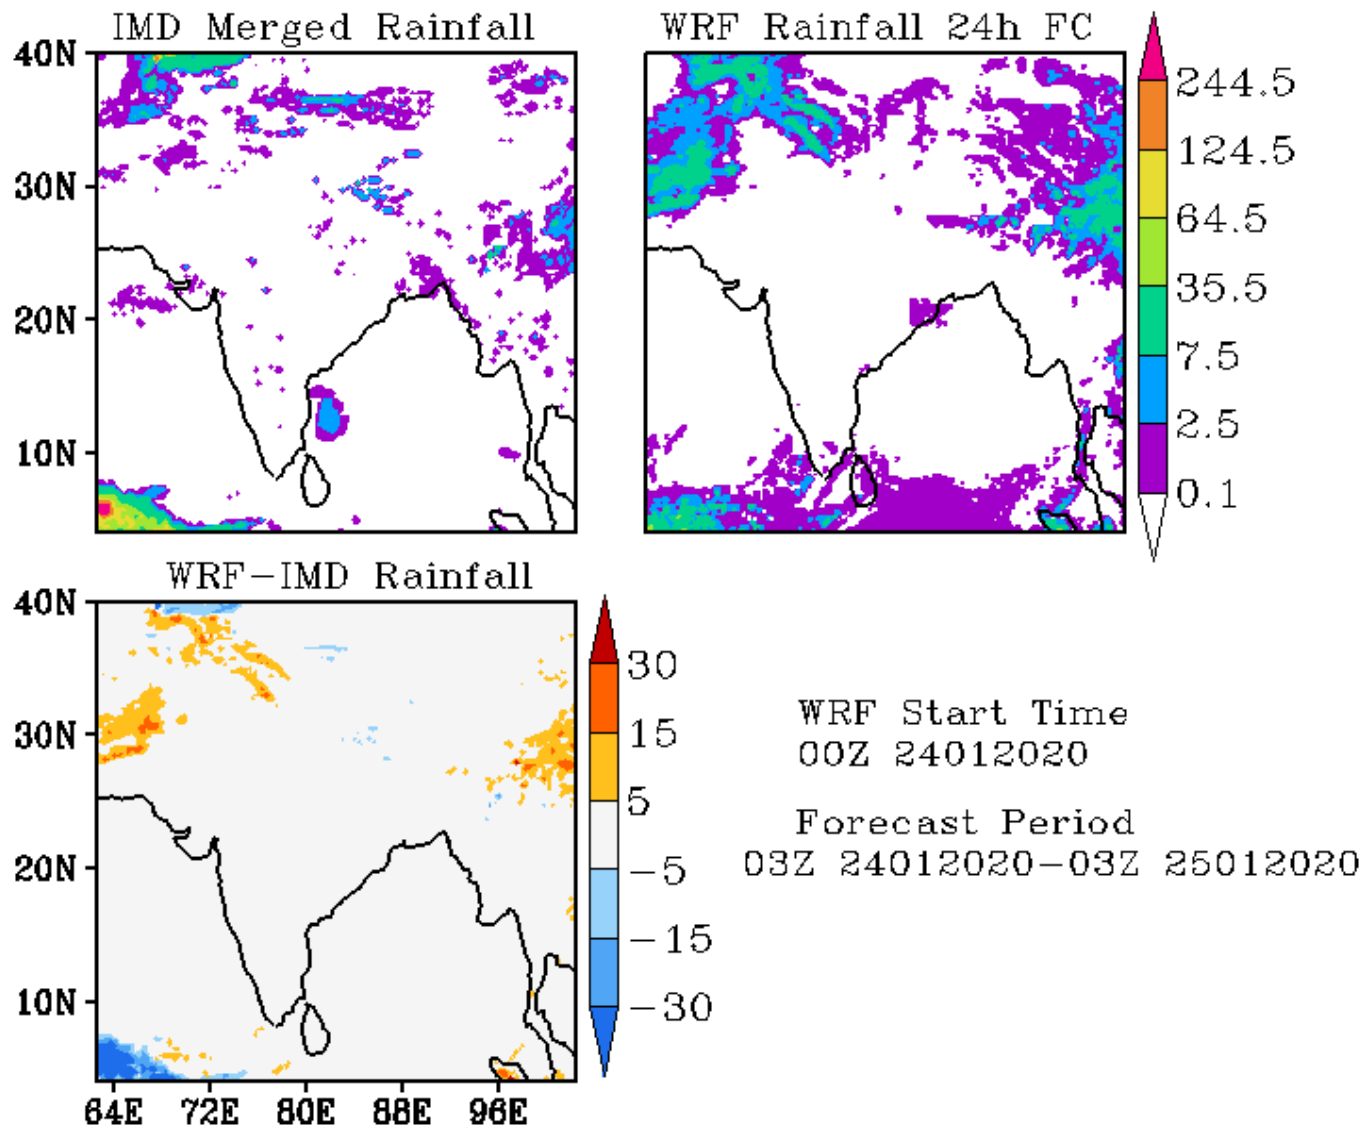 IMD Merged Rainfall
WRF Rainfall 24h FC
40N
30N
20N
10N
244.5
124.5
64.5
35.5
7.5
2.5
0.1
WRF-IMD Rainfall
40N
30N
20N
10N
64E 72E 80E 88E 96E
30
15
5
-5
-15
-30
WRF Start Time
00Z 24012020
Forecast Period
03Z 24012020-03Z 25012020